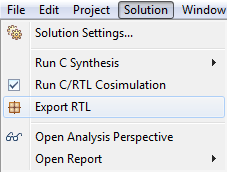 File Edit Project Solution Window
Solution Settings...
Run C Synthesis
Run C/RTL Cosimulation
Export RTL
Open Analysis Perspective
Open Report